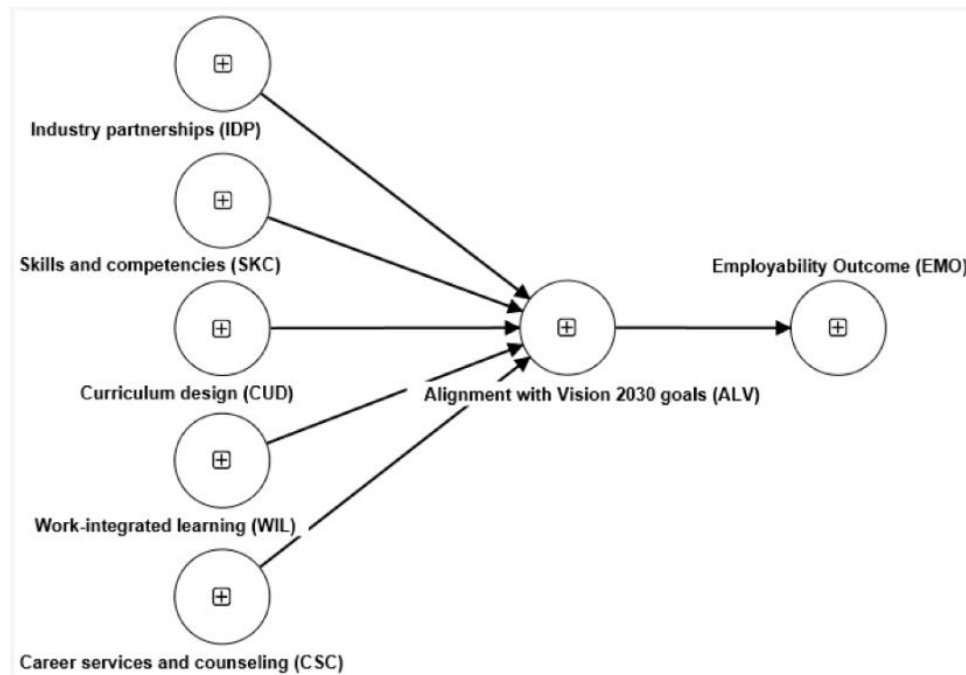 Industry partnerships (IDP)
Skills and competencies (SKC)
Employability Outcome (EMO)
Curriculum design (CUD)
Alignment with Vision 2030 goals (ALV)
Work-integrated learning (WIL)
Career services and counseling (CSC)